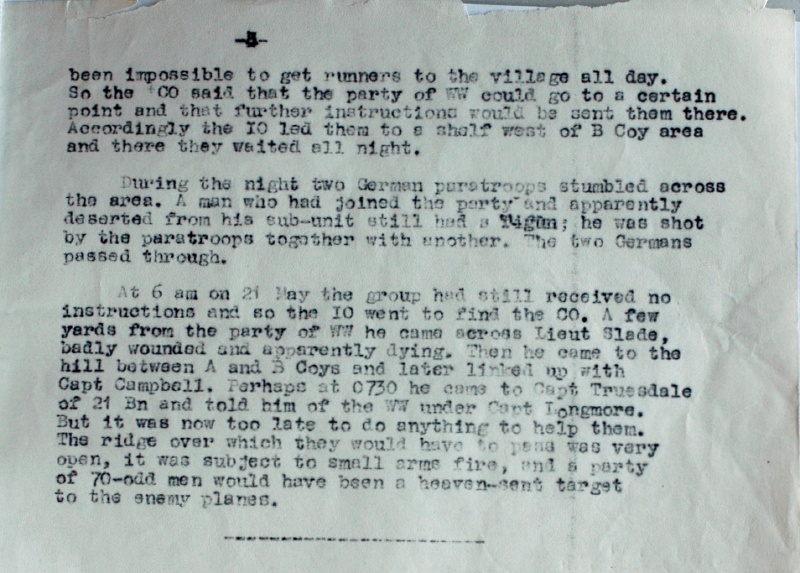 -3-
been impossible to get runners to the village all day.
So the CO said that the party of WW could go to a certain
point and that further instructions would be sent them there.
Accordingly the IO led them to a shelf west of B Coy area
and there they waited all night.
During the night two German paratroops stumbled across
the area. A man who had joined the party and apparently
deserted from his sub-unit still had a ; he was shot
by the paratroops together with another. The two Germans
passed through.
At 6 am on 21 May the group had still received no
instructions and so the IO went to find the CO. A few
yards from the party of WW he came across Lieut Slade,
badly wounded and apparently dying. Then he came to the
hill between A and B Coys and later linked up with
Capt Campbell. Perhaps at 0730 he came to Capt Truesdale
of 21 Bn and told him of the WW under Capt Longmore.
But it was now too late to do anything to help them.
The ridge over which they would have to pass was very
open, it was subject to small arms fire, and a party
of 70-odd men would have been a heaven-sent target
to the enemy planes.